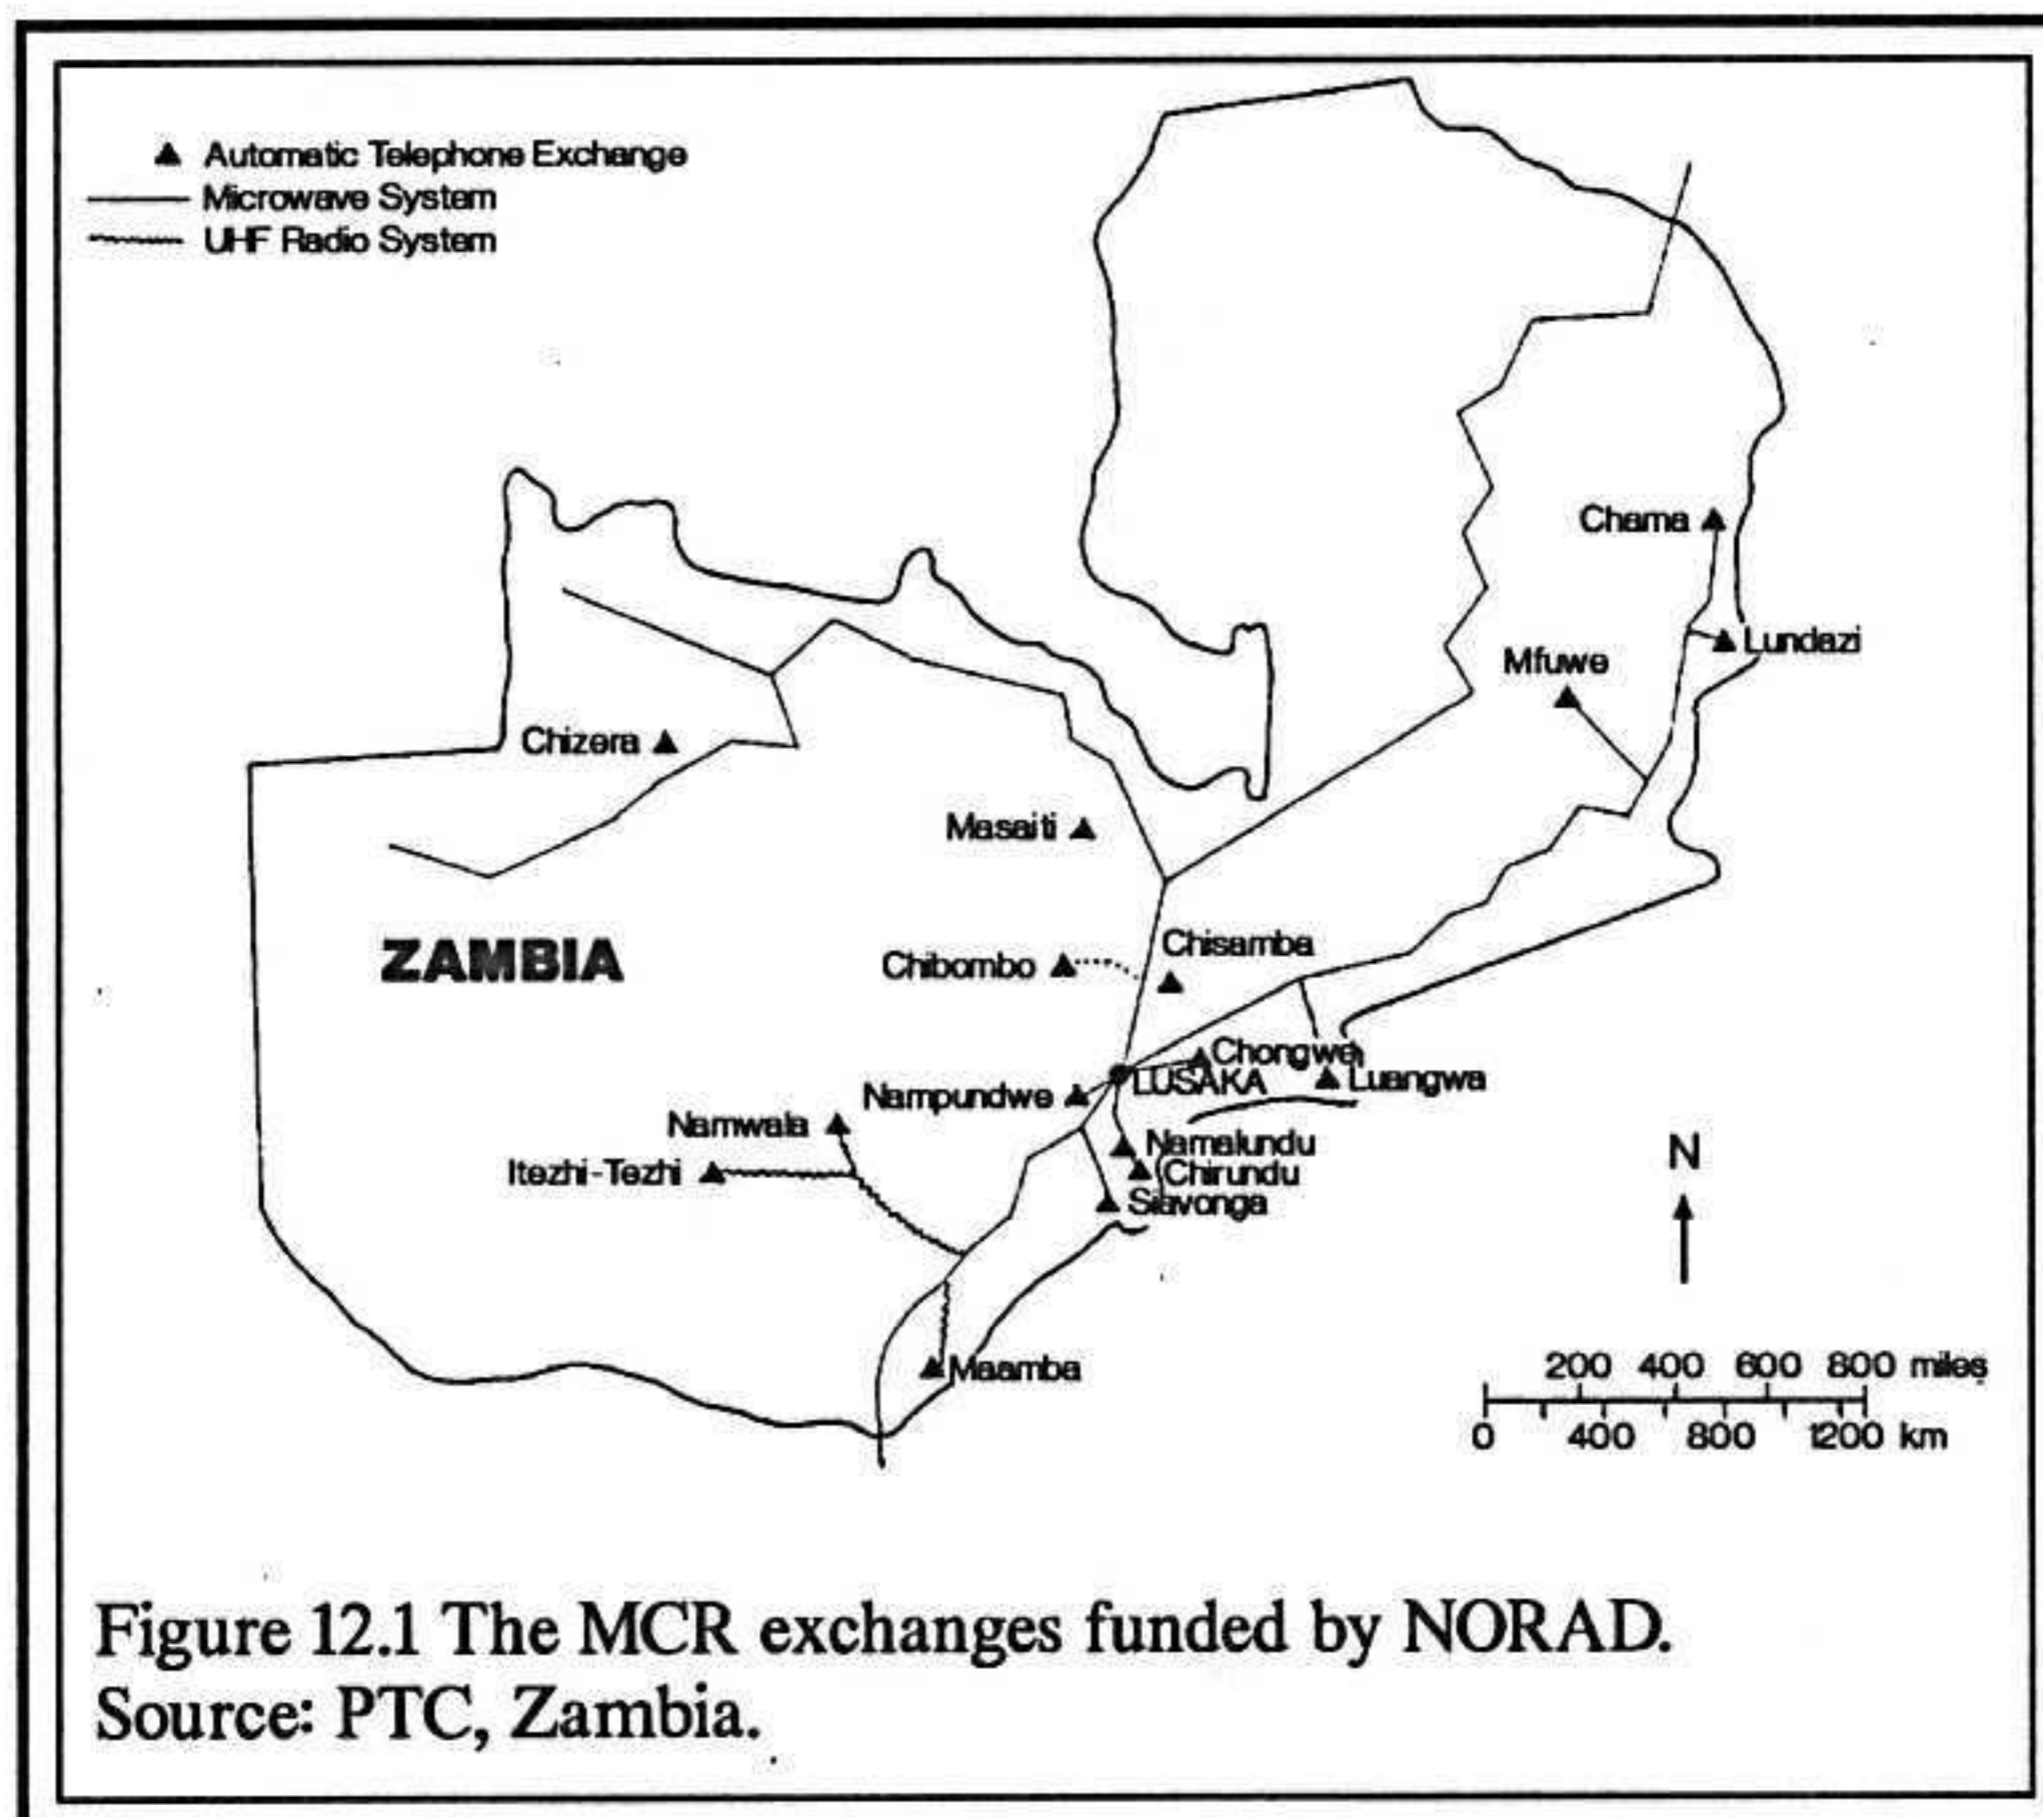 Automatic Telephone Exchange
Microwave System
UHF Radio System
Chama
Lundazi
Mfuwe
Chizera
Masaiti
ZAMBIA
Chisamba
Chibombo
Chongwe
LUSAKA
Luangwa
Nampundwe
Namwala
Namalundu
Itezhi-Tezhi
Chirundu
Siavonga
N
Maamba
200 400 600 800 miles
0 400 800 1200 km
Figure 12.1 The MCR exchanges funded by NORAD.
Source: PTC, Zambia.